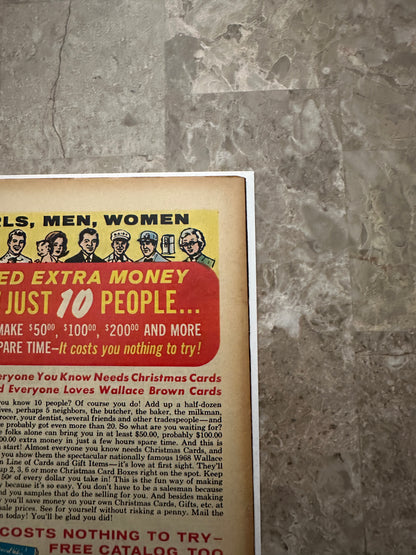 RLS, MEN, WOMEN
ED EXTRA MONEY
JUST 10 PEOPLE...
MAKE $50⁰⁰, $100⁰⁰, $200⁰⁰ AND MORE
PARE TIME—It costs you nothing to try!
eryone You Know Needs Christmas Cards
d Everyone Loves Wallace Brown Cards
ou know 10 people? Of course you do! Add up a half-dozen
ives, perhaps 5 neighbors, the butcher, the baker, the milkman,
rocer, your dentist, several friends and other tradespeople—and
e probably got even more than 20. So what are you waiting for?
e folks alone can bring you in at least $50.00, probably $100.00
00.00 extra money in just a few hours spare time. And this is
start! Almost everyone you know needs Christmas Cards, and
you show them the spectacular nationally famous 1968 Wallace
n Line of Cards and Gift Items—it's love at first sight. They'll
up 2, 3, 6 or more Christmas Card Boxes right on the spot. Keep
50¢ of every dollar you take in! This is the fun way of making
y because it's so easy. You don't have to be a salesman because
nd you samples that do the selling for you. And besides making
y you'll save money on your own Christmas Cards, Gifts, etc. at
sale prices. See for yourself without risking a penny. Mail the
n today! You'll be glad you did!
COSTS NOTHING TO TRY—
FREE CATALOG, TOO